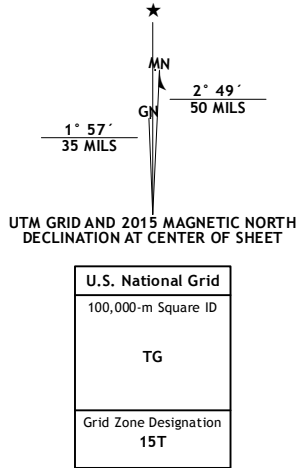 ★
MN
2° 49´
50 MILS
GN
1° 57´
35 MILS
UTM GRID AND 2015 MAGNETIC NORTH
DECLINATION AT CENTER OF SHEET
U.S. National Grid
100,000-m Square ID
TG
Grid Zone Designation
15T